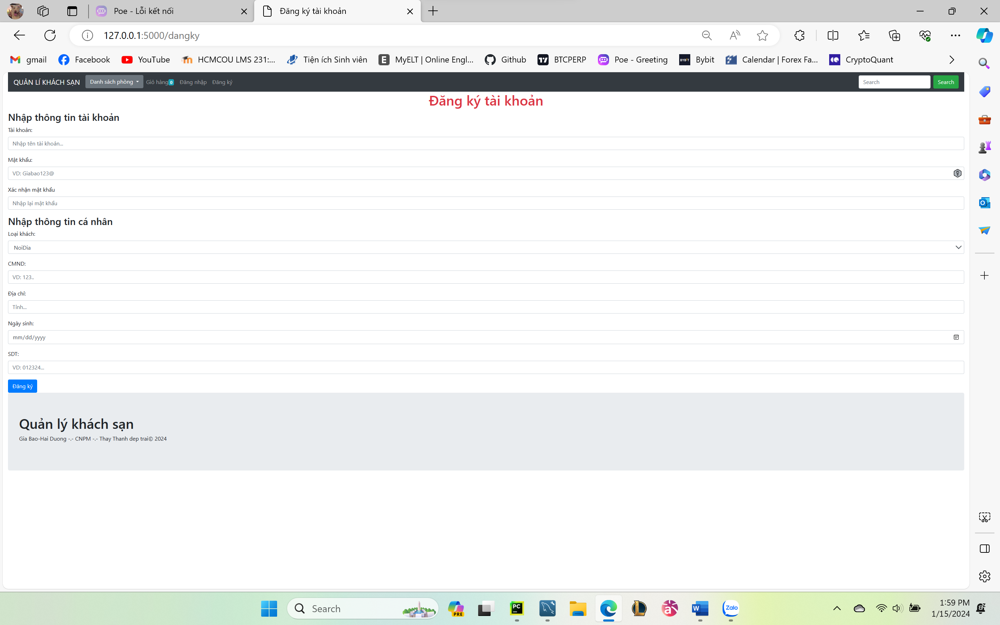 Poe - Lỗi kết nối
Đăng ký tài khoản
127.0.0.1:5000/dangky
gmail
Facebook
YouTube
HCMCOU LMS 231:...
Tiện ích Sinh viên
MyELT | Online Engl...
Github
BTCPERP
Poe - Greeting
Bybit
Calendar | Forex Fa...
CryptoQuant
QUẢN LÍ KHÁCH SẠN
Danh sách phòng
Giỏ hàng 0
Đăng nhập
Đăng ký
Search
Search
Đăng ký tài khoản
Nhập thông tin tài khoản
Tài khoản:
Nhập tên tài khoản...
Mật khẩu:
VD: Giabao123@
Xác nhận mật khẩu
Nhập lại mật khẩu
Nhập thông tin cá nhân
Loại khách:
NoiDia
CMND:
VD: 123..
Địa chỉ:
Tỉnh...
Ngày sinh:
mm/dd/yyyy
SDT:
VD: 012324...
Đăng ký
Quản lý khách sạn
Gia Bao-Hai Duong -.- CNPM -.- Thay Thanh dep trai© 2024
Search
PRE
PC
W
Zalo
1:59 PM
1/15/2024